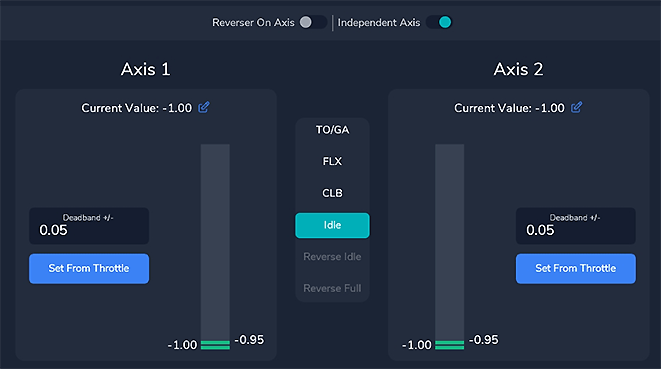 Reverser On Axis
Independent Axis
Axis 1
Axis 2
Current Value: -1.00
Current Value: -1.00
TO/GA
FLX
CLB
Idle
Reverse Idle
Reverse Full
Deadband +/-
0.05
Set From Throttle
Deadband +/-
0.05
Set From Throttle
-1.00
-0.95
-1.00
-0.95